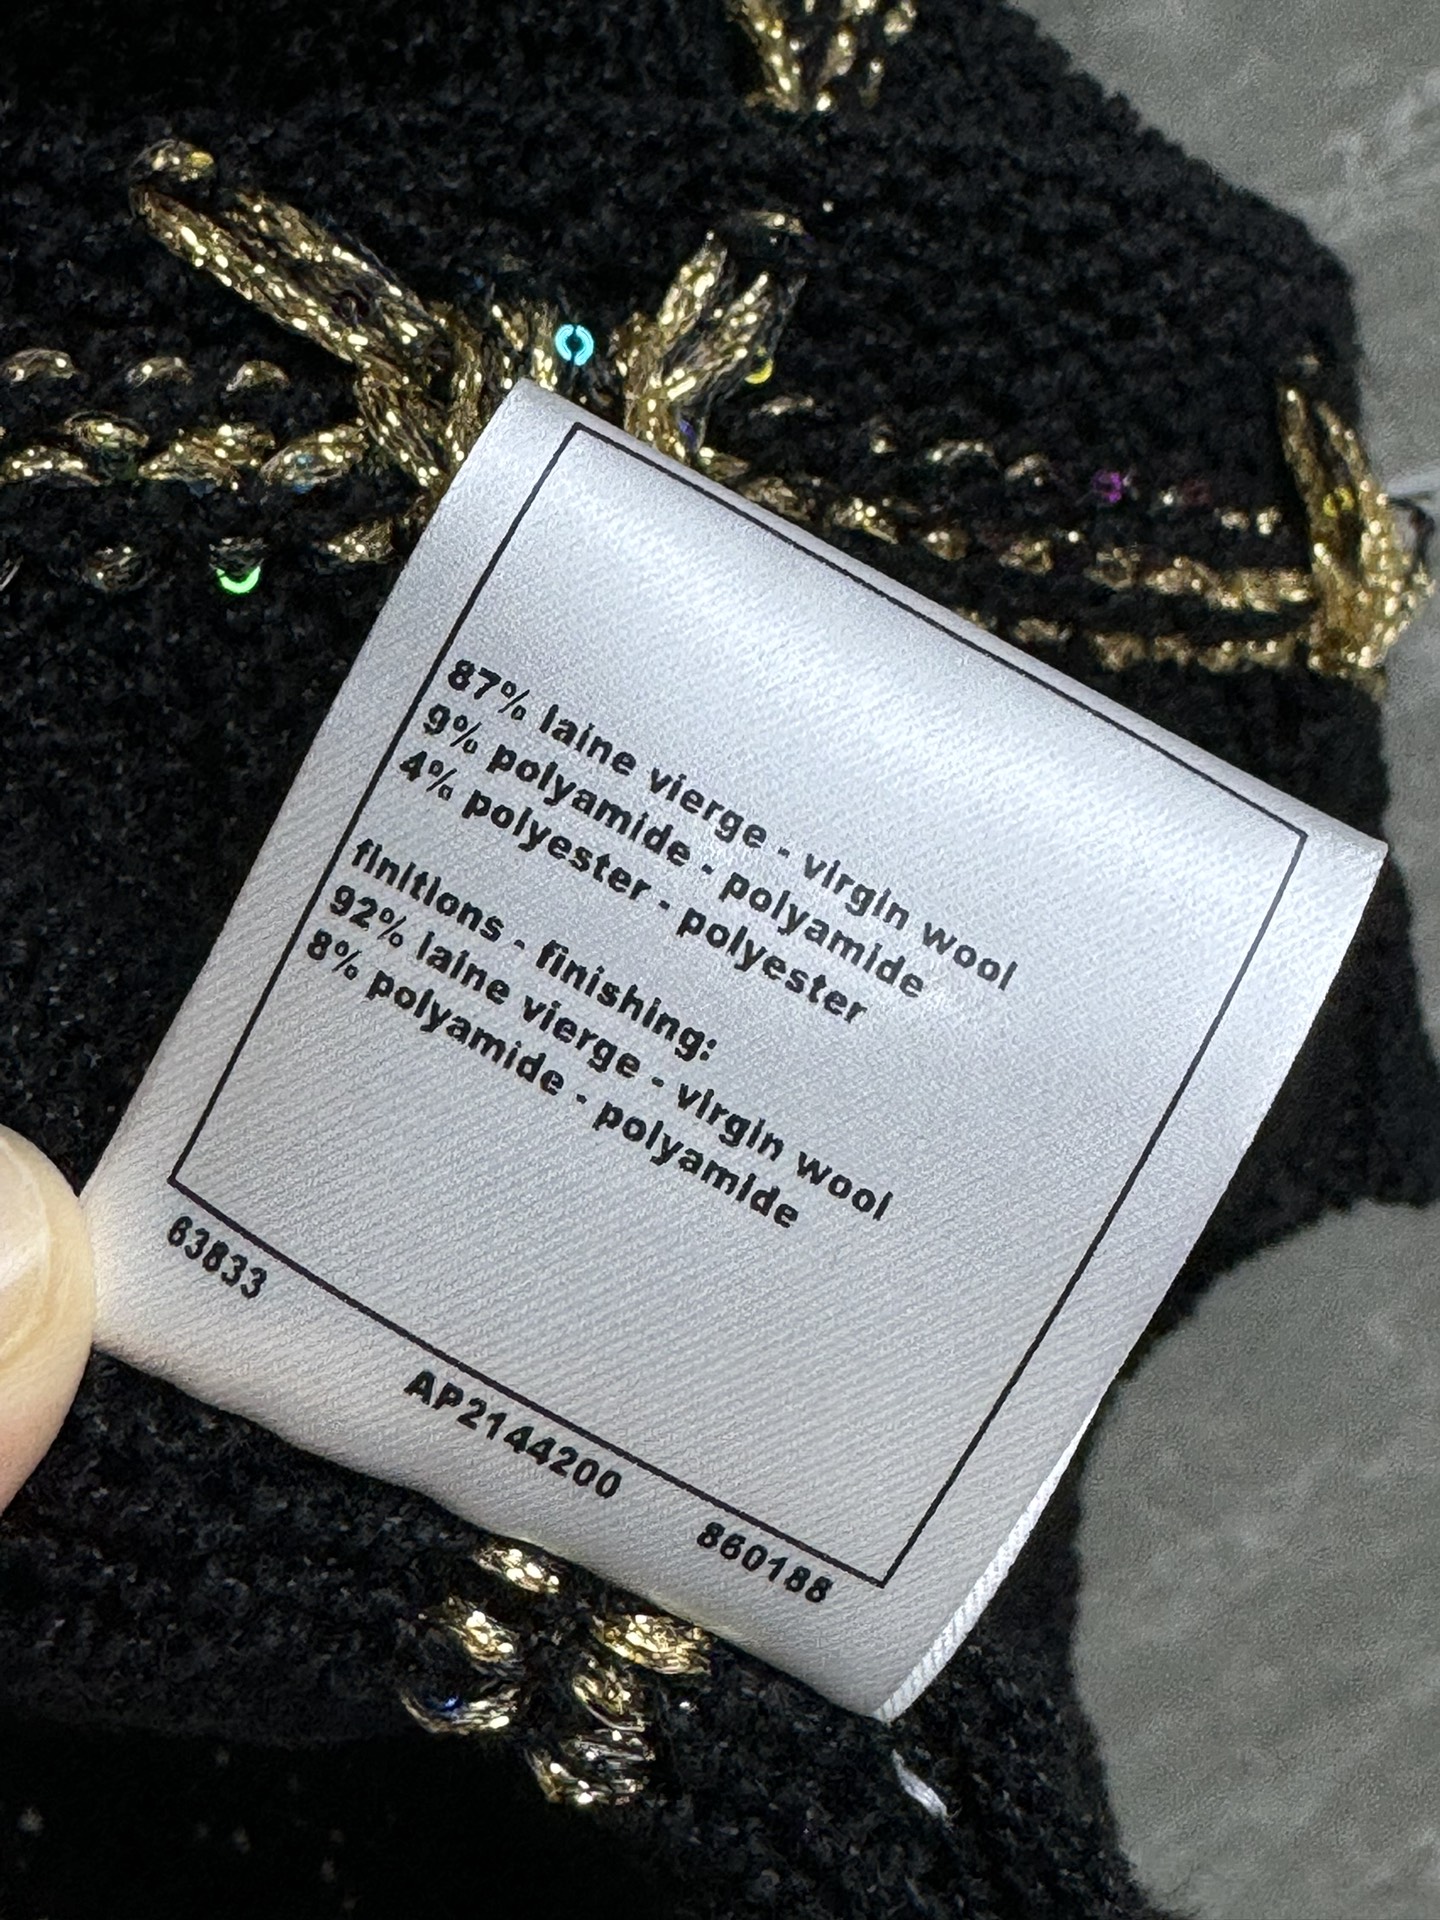 87% laine vierge - virgin wool
9% polyamide - polyamide
4% polyester - polyester
finitions - finishing:
92% laine vierge - virgin wool
8% polyamide - polyamide
63833
AP2144200
860188